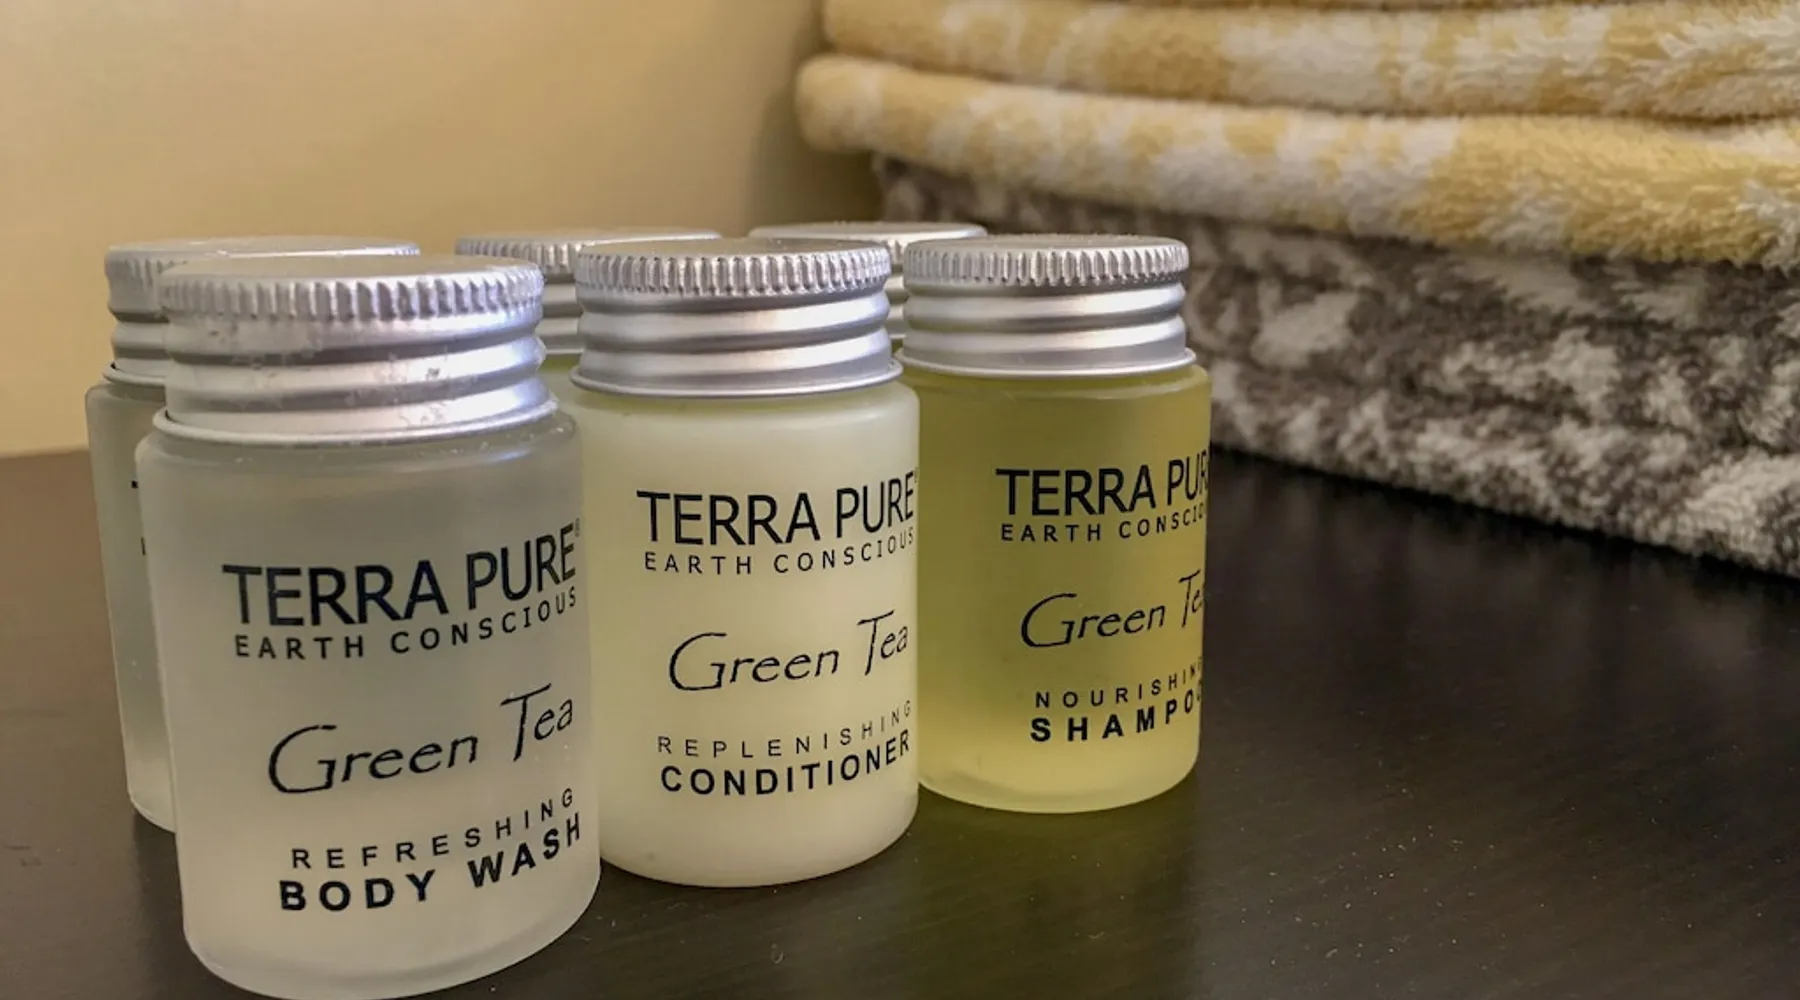 TERRA PURE®
EARTH CONSCIOUS
Green Tea
REFRESHING
BODY WASH
TERRA PURE®
EARTH CONSCIOUS
Green Tea
REPLENISHING
CONDITIONER
TERRA PUR
EARTH CONSCIO
Green Te
NOURISHIN
SHAMPO